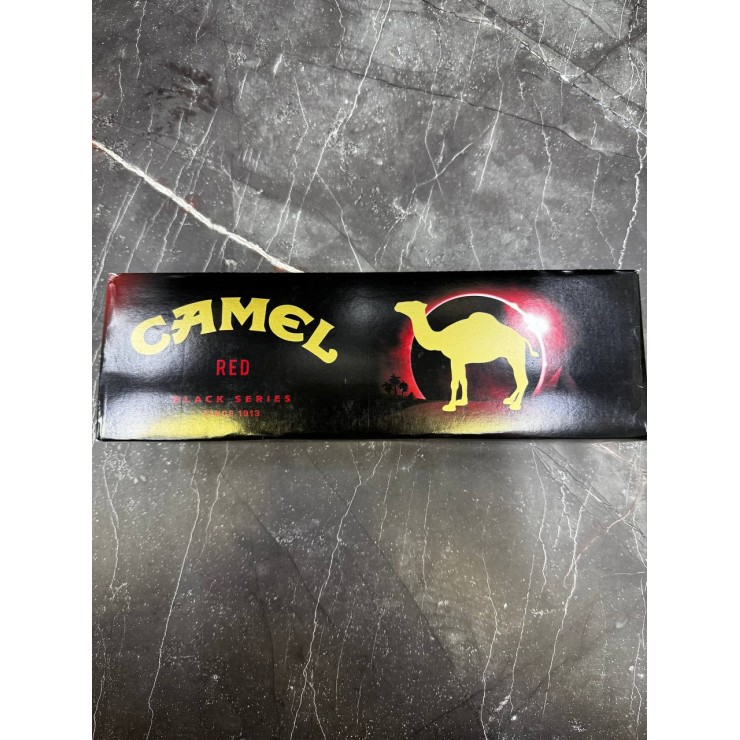 CAMEL
RED
BLACK SERIES
SINCE 1913